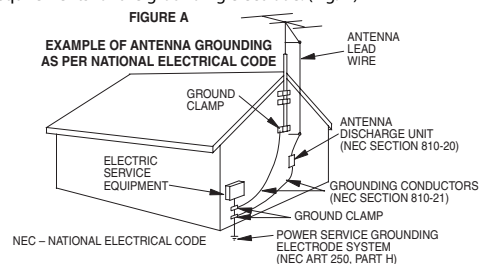 FIGURE A
EXAMPLE OF ANTENNA GROUNDING
AS PER NATIONAL ELECTRICAL CODE
ANTENNA
LEAD
WIRE
GROUND
CLAMP
ANTENNA
DISCHARGE UNIT
(NEC SECTION 810-20)
ELECTRIC
SERVICE
EQUIPMENT
GROUNDING CONDUCTORS
(NEC SECTION 810-21)
GROUND CLAMP
NEC – NATIONAL ELECTRICAL CODE
POWER SERVICE GROUNDING
ELECTRODE SYSTEM
(NEC ART 250, PART H)